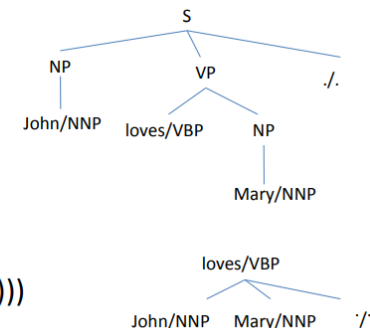 S
NP VP ./.
John/NNP loves/VBP NP
Mary/NNP
loves/VBP
)))
John/NNP Mary/NNP ./.